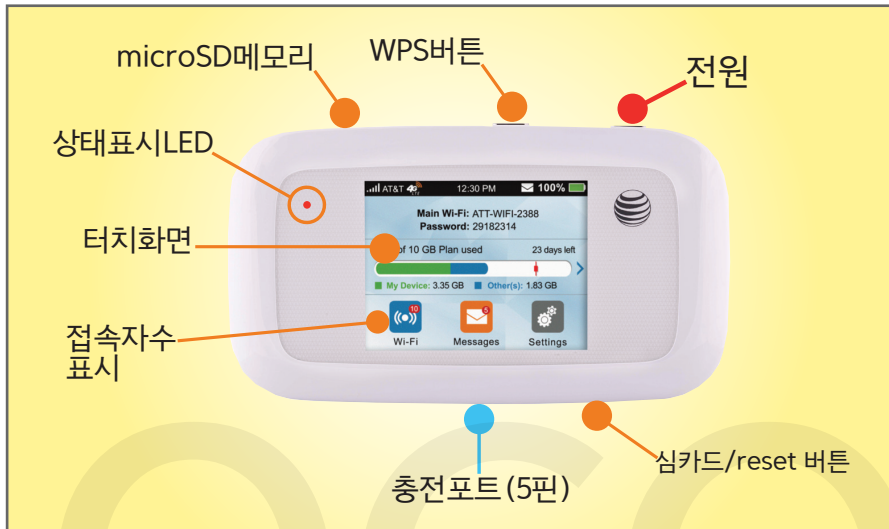 microSD메모리
WPS버튼
전원
상태표시LED
AT&T 4G LTE 12:30 PM 100%
Main Wi-Fi: ATT-WIFI-2388
Password: 29182314
터치화면
of 10 GB Plan used 23 days left
My Device: 3.35 GB Other(s): 1.83 GB
10
5
접속자수
표시
Wi-Fi Messages Settings
심카드/reset 버튼
충전포트(5핀)